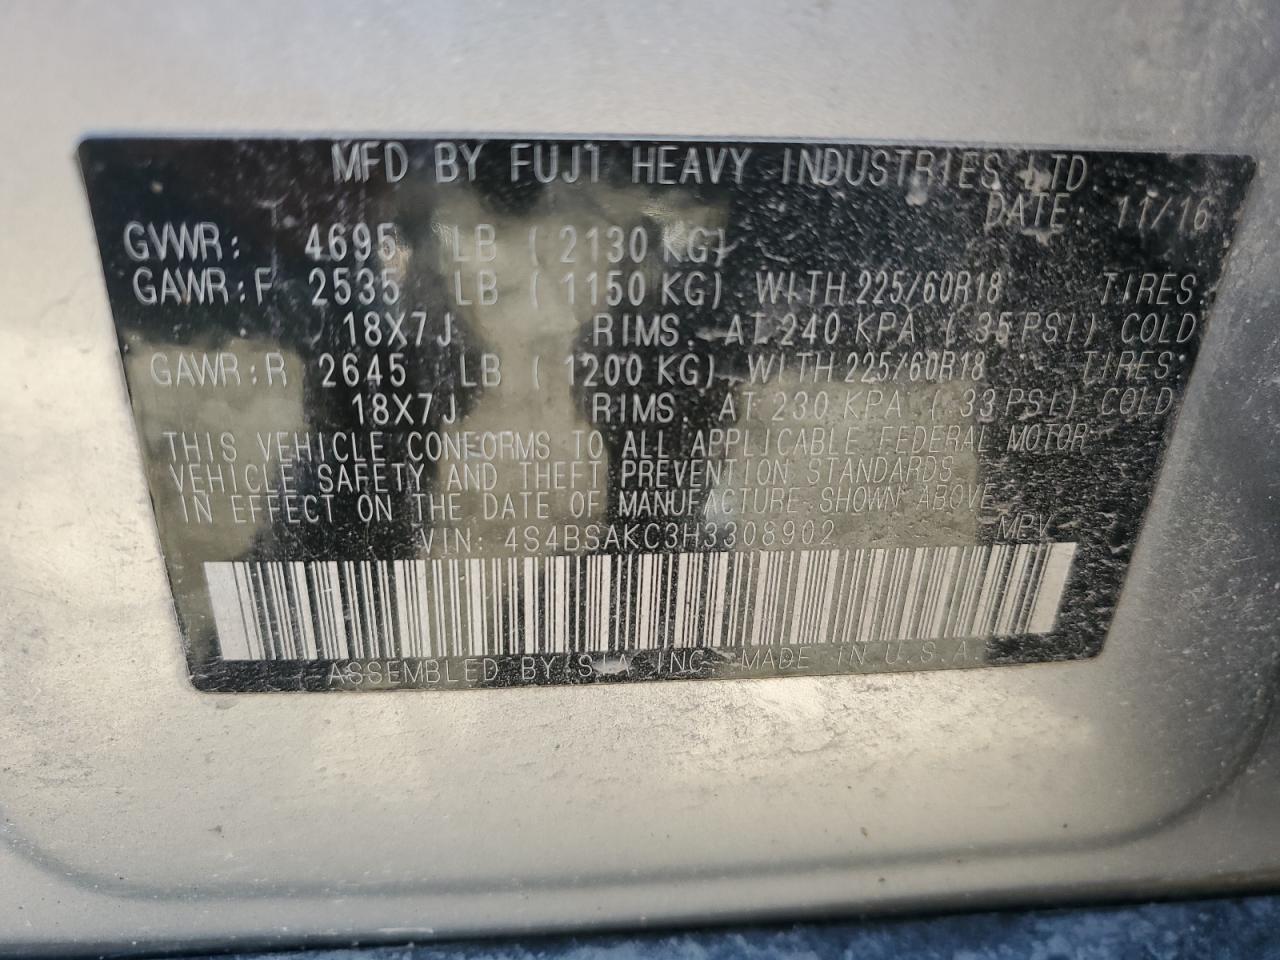 MFD BY FUJI HEAVY INDUSTRIES LTD
DATE: 11/16
GVWR: 4695 LB ( 2130 KG)
GAWR:F 2535 LB ( 1150 KG) WITH 225/60R18 TIRES:
18X7J RIMS. AT 240 KPA ( 35 PSI) COLD
GAWR:R 2645 LB ( 1200 KG) WITH 225/60R18 TIRES:
18X7J RIMS. AT 230 KPA ( 33 PSI) COLD
THIS VEHICLE CONFORMS TO ALL APPLICABLE FEDERAL MOTOR
VEHICLE SAFETY AND THEFT PREVENTION STANDARDS
IN EFFECT ON THE DATE OF MANUFACTURE SHOWN ABOVE.
VIN: 4S4BSAKC3H3308902 MPV
ASSEMBLED BY SIA INC. MADE IN U.S.A